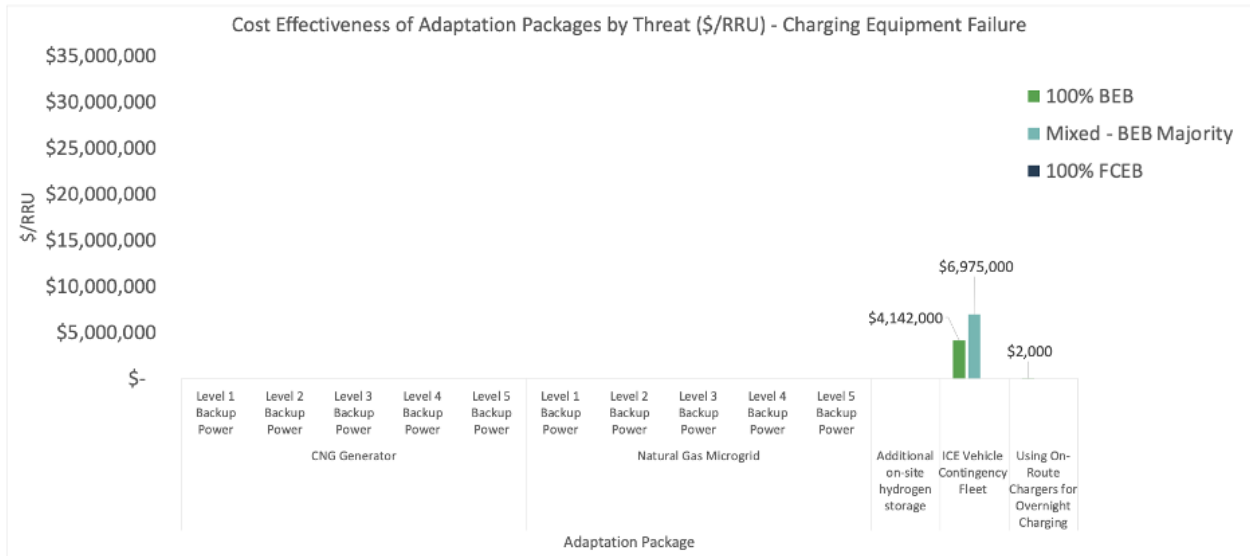 Cost Effectiveness of Adaptation Packages by Threat ($/RRU) - Charging Equipment Failure
$35,000,000
$30,000,000
$25,000,000
$20,000,000
$15,000,000
$10,000,000
$5,000,000
$-
$/RRU
100% BEB
Mixed - BEB Majority
100% FCEB
$4,142,000
$6,975,000
$2,000
Level 1
Backup
Power
Level 2
Backup
Power
Level 3
Backup
Power
Level 4
Backup
Power
Level 5
Backup
Power
CNG Generator
Level 1
Backup
Power
Level 2
Backup
Power
Level 3
Backup
Power
Level 4
Backup
Power
Level 5
Backup
Power
Natural Gas Microgrid
Additional
on-site
hydrogen
storage
ICE Vehicle
Contingency
Fleet
Using On-
Route
Chargers for
Overnight
Charging
Adaptation Package